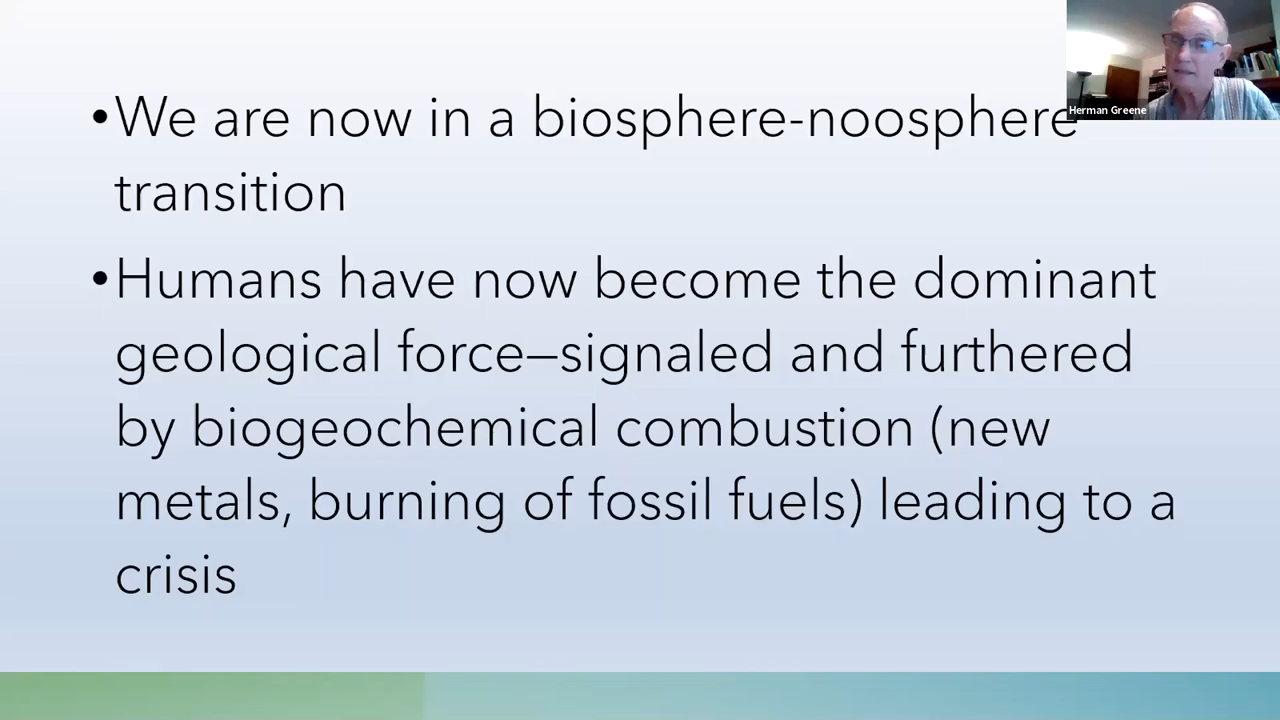 •We are now in a biosphere-noosphere
transition
•Humans have now become the dominant
geological force—signaled and furthered
by biogeochemical combustion (new
metals, burning of fossil fuels) leading to a
crisis
Herman Greene